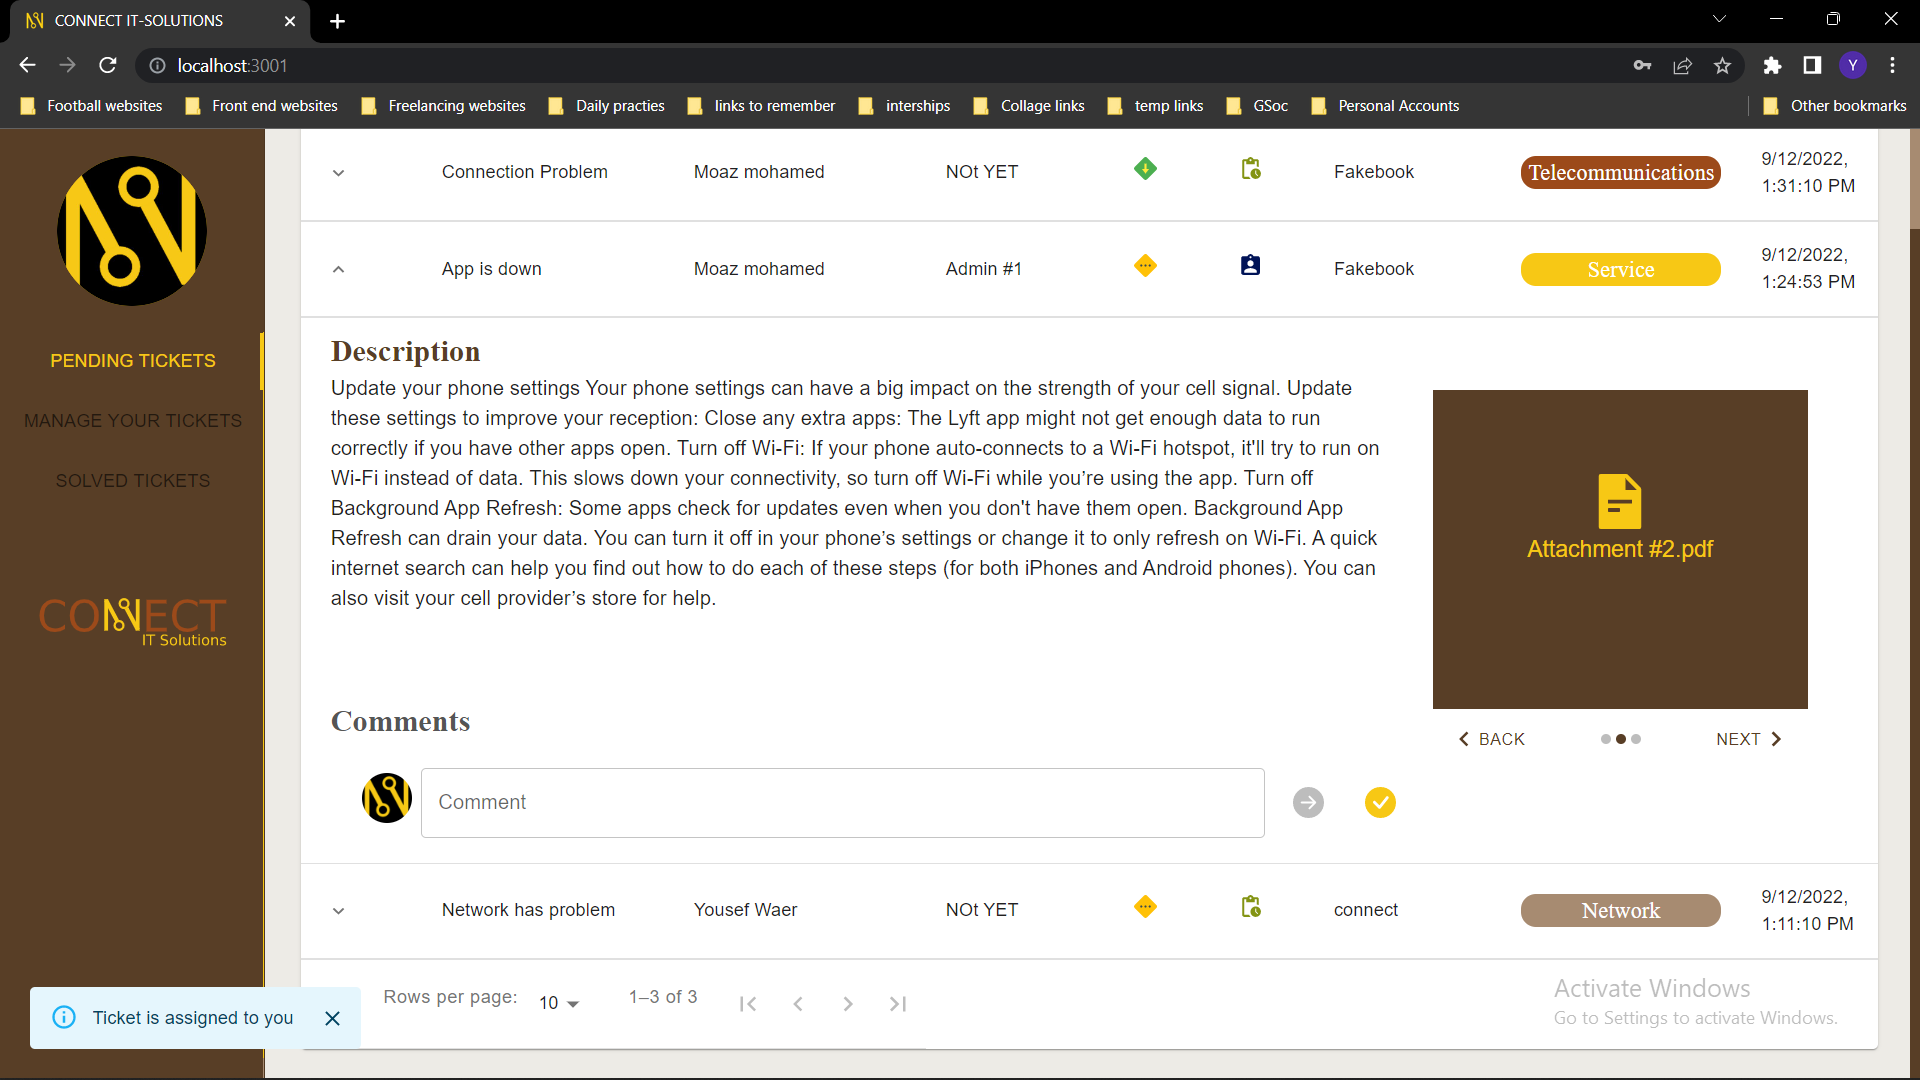 CONNECT IT-SOLUTIONS
localhost:3001
Y
Football websites
Front end websites
Freelancing websites
Daily practies
links to remember
interships
Collage links
temp links
GSoc
Personal Accounts
Other bookmarks
PENDING TICKETS
MANAGE YOUR TICKETS
SOLVED TICKETS
CONNECT
IT Solutions
Connection Problem
Moaz mohamed
NOt YET
Fakebook
Telecommunications
9/12/2022,
1:31:10 PM
App is down
Moaz mohamed
Admin #1
Fakebook
Service
9/12/2022,
1:24:53 PM
Description
Update your phone settings Your phone settings can have a big impact on the strength of your cell signal. Update
these settings to improve your reception: Close any extra apps: The Lyft app might not get enough data to run
correctly if you have other apps open. Turn off Wi-Fi: If your phone auto-connects to a Wi-Fi hotspot, it'll try to run on
Wi-Fi instead of data. This slows down your connectivity, so turn off Wi-Fi while you’re using the app. Turn off
Background App Refresh: Some apps check for updates even when you don't have them open. Background App
Refresh can drain your data. You can turn it off in your phone’s settings or change it to only refresh on Wi-Fi. A quick
internet search can help you find out how to do each of these steps (for both iPhones and Android phones). You can
also visit your cell provider’s store for help.
Attachment #2.pdf
BACK
NEXT
Comments
Comment
Network has problem
Yousef Waer
NOt YET
connect
Network
9/12/2022,
1:11:10 PM
Rows per page:
10
1–3 of 3
Activate Windows
Go to Settings to activate Windows.
Ticket is assigned to you